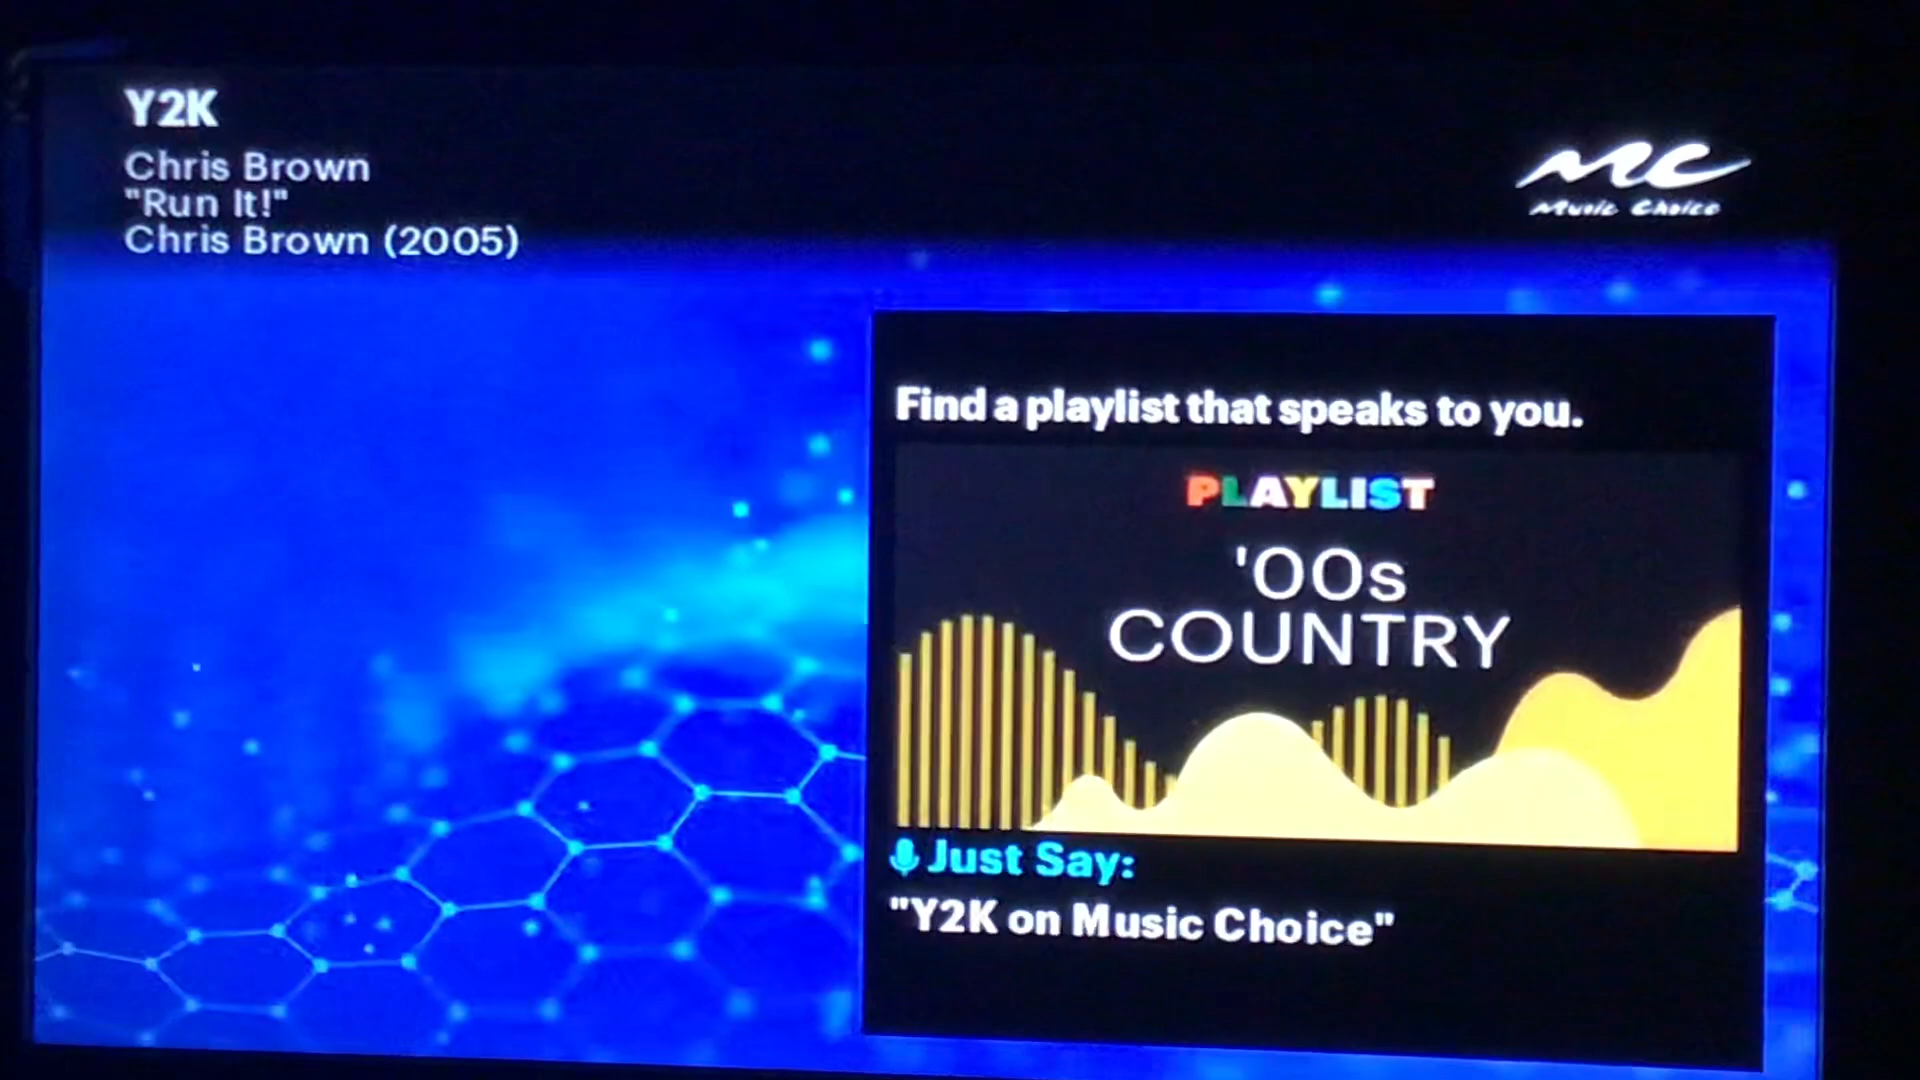 Y2K
Chris Brown
"Run It!"
Chris Brown (2005)
MC
Music Choice
Find a playlist that speaks to you.
PLAYLIST
'00s
COUNTRY
Just Say:
"Y2K on Music Choice"